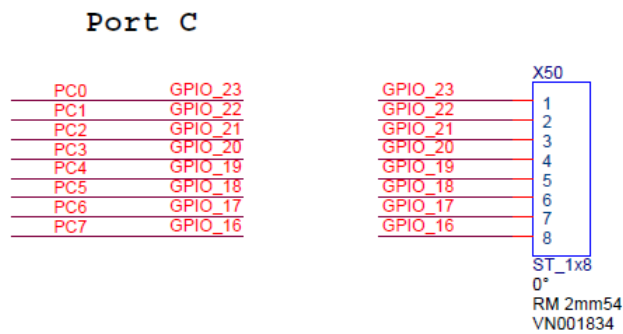 Port C
X50
PC0 GPIO_23 GPIO_23 1
PC1 GPIO_22 GPIO_22 2
PC2 GPIO_21 GPIO_21 3
PC3 GPIO_20 GPIO_20 4
PC4 GPIO_19 GPIO_19 5
PC5 GPIO_18 GPIO_18 6
PC6 GPIO_17 GPIO_17 7
PC7 GPIO_16 GPIO_16 8
ST_1x8
0°
RM 2mm54
VN001834